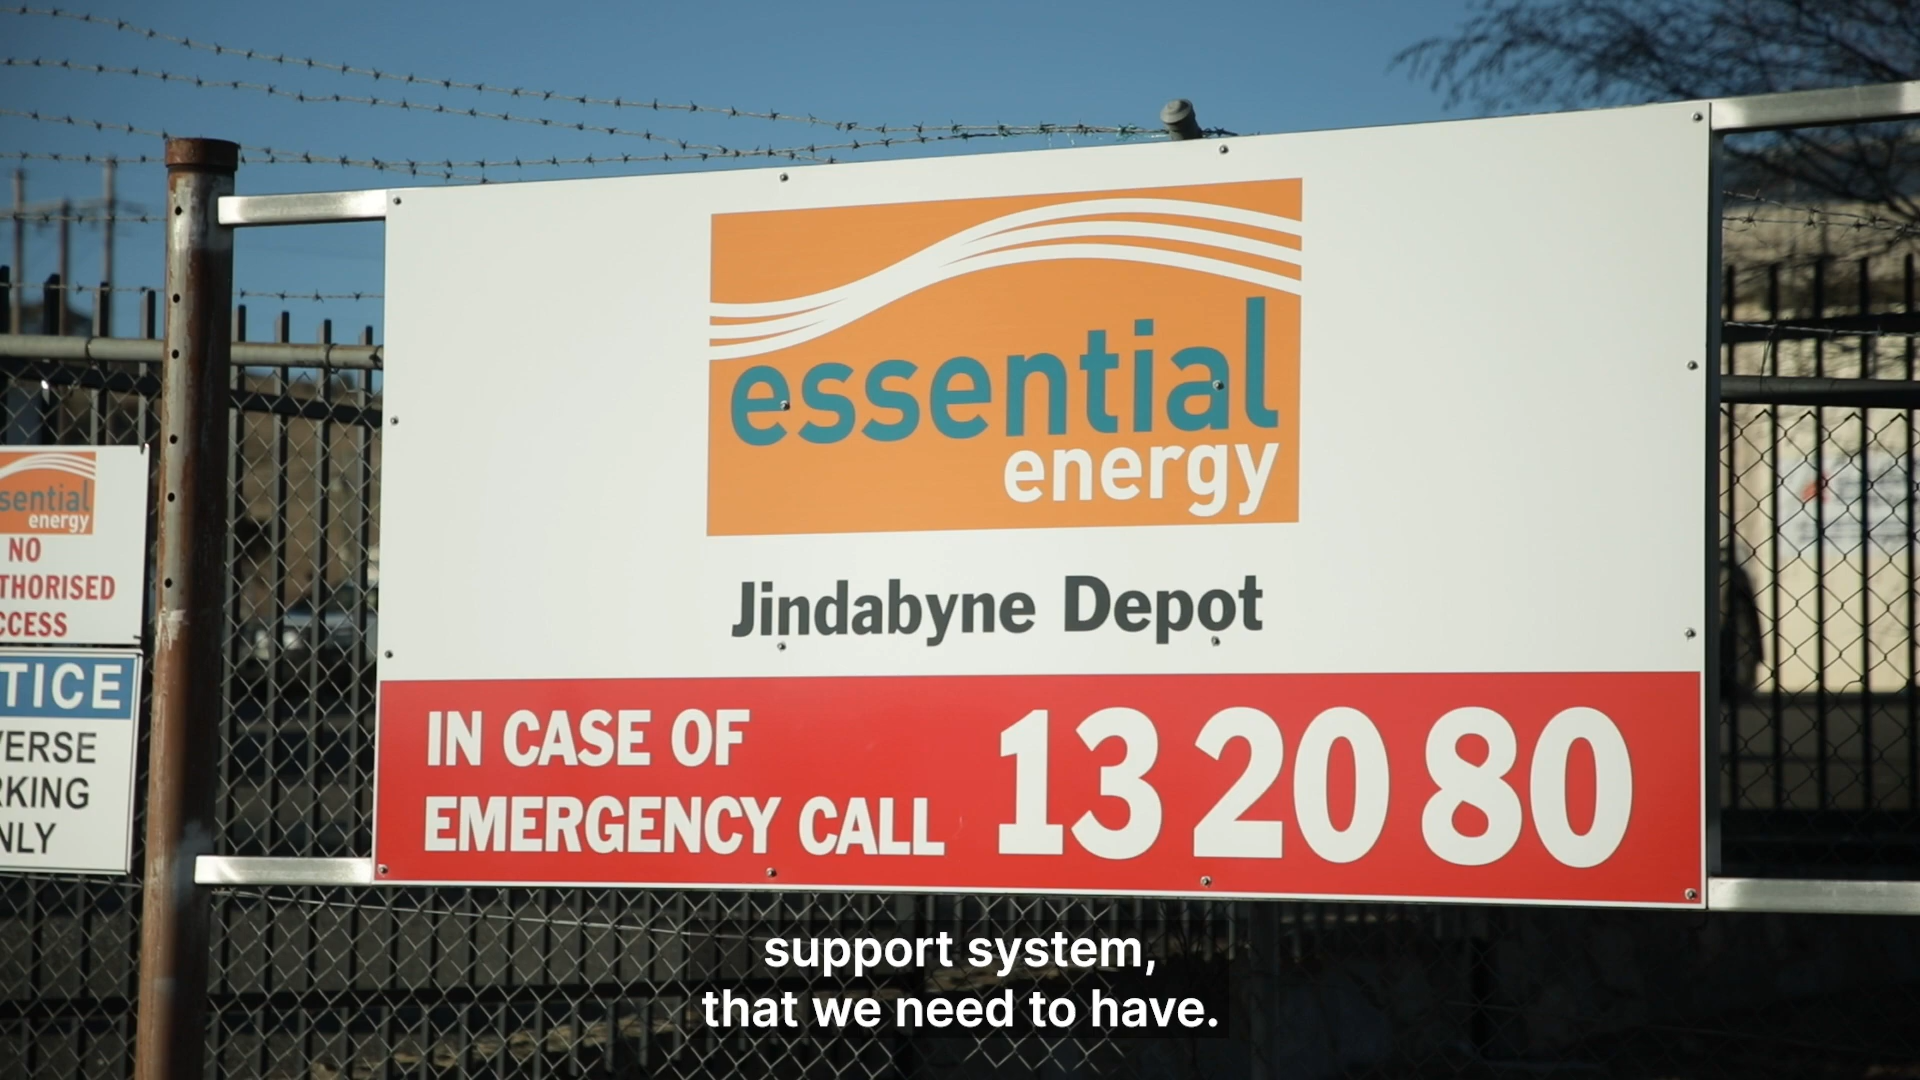 essential
energy
Jindabyne Depot
IN CASE OF
EMERGENCY CALL
13 20 80
sential
energy
NO
THORISED
CCESS
TICE
VERSE
RKING
NLY
support system,
that we need to have.